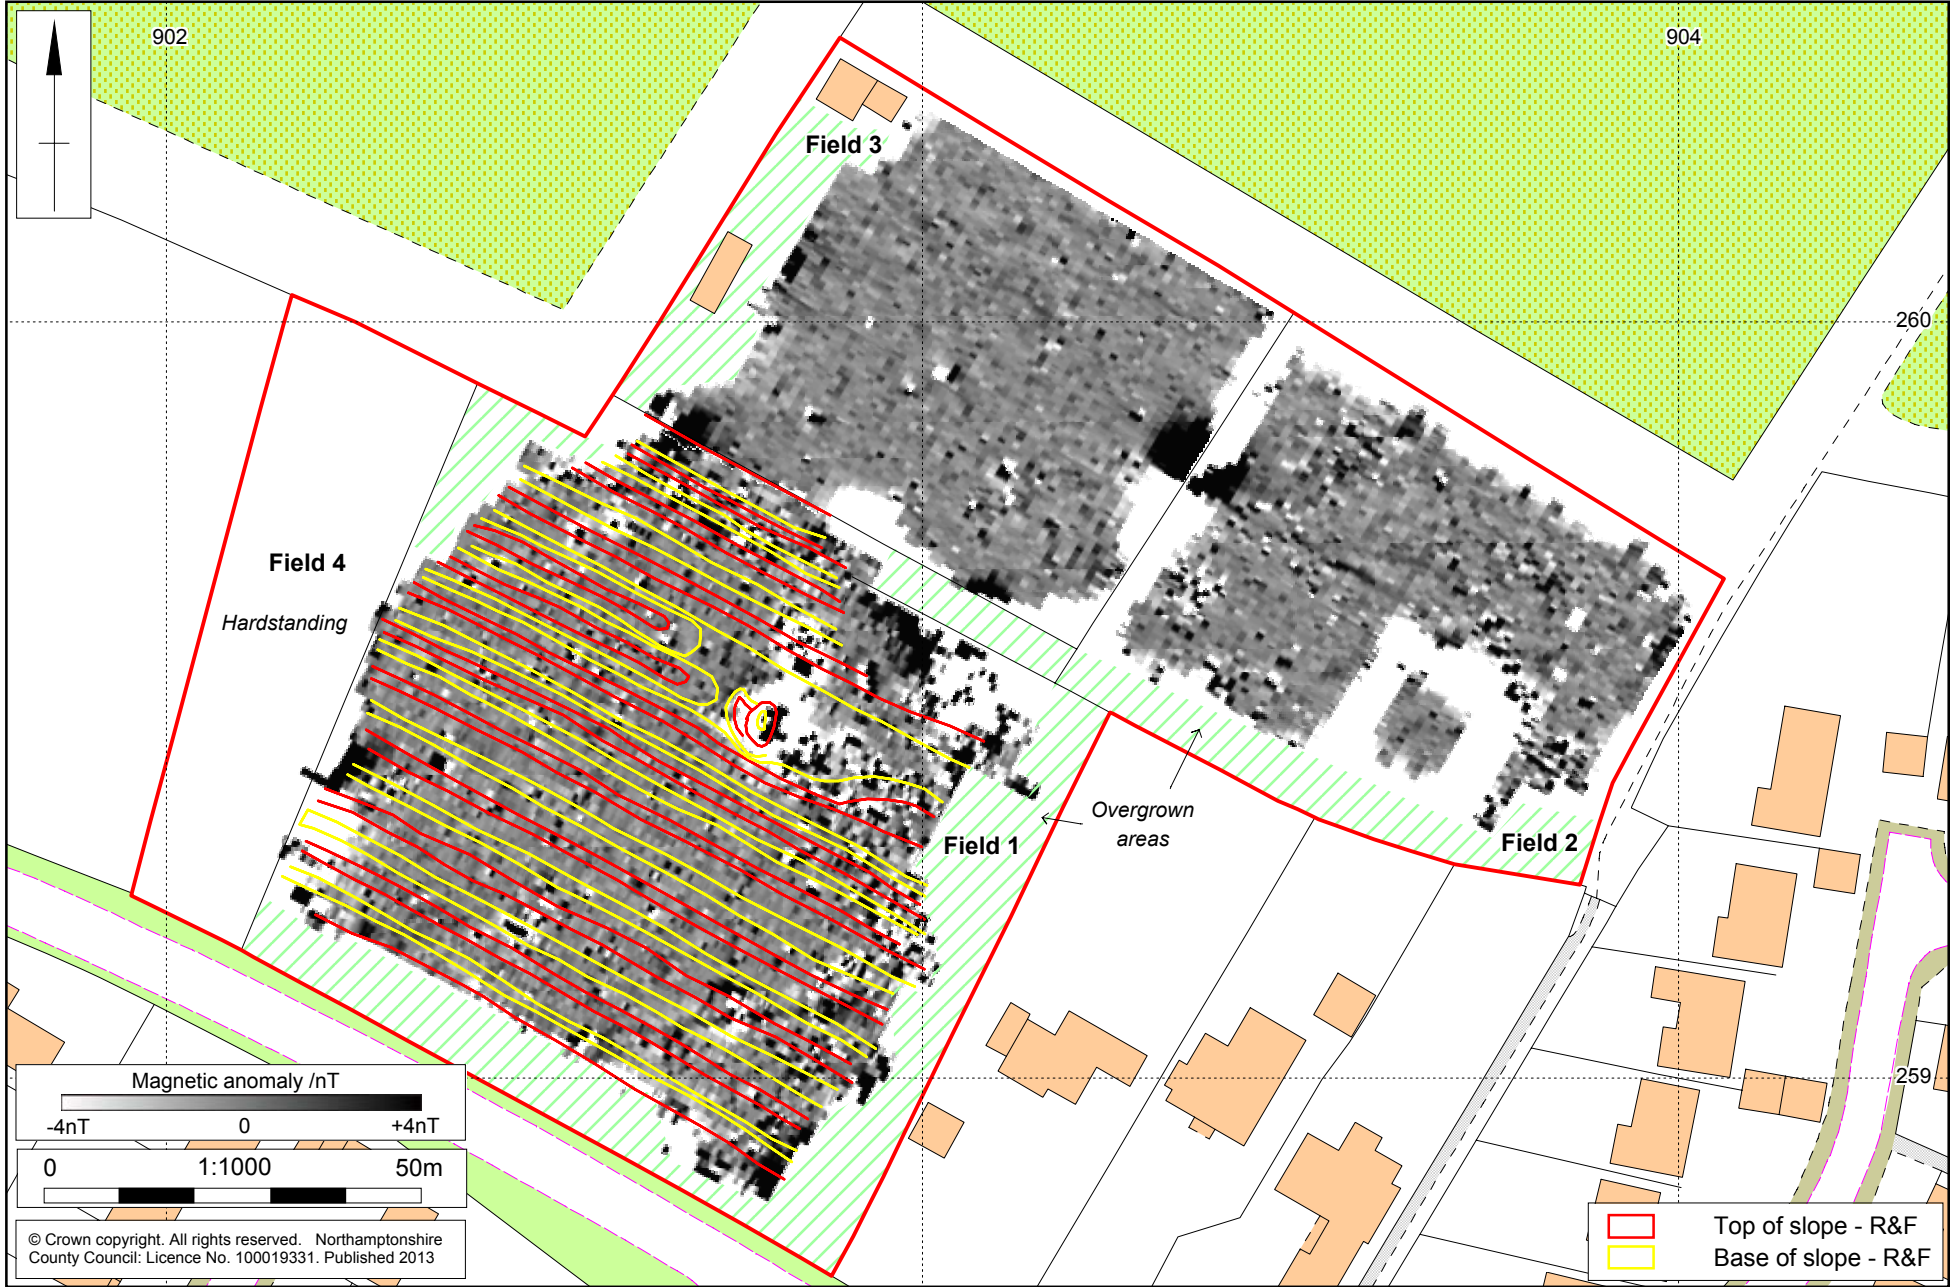 902
904
Field 3
260
Field 4
Hardstanding
Overgrown
areas
Field 1
Field 2
259
Magnetic anomaly /nT
-4nT 0 +4nT
0 1:1000 50m
© Crown copyright. All rights reserved. Northamptonshire
County Council: Licence No. 100019331. Published 2013
Top of slope - R&F
Base of slope - R&F